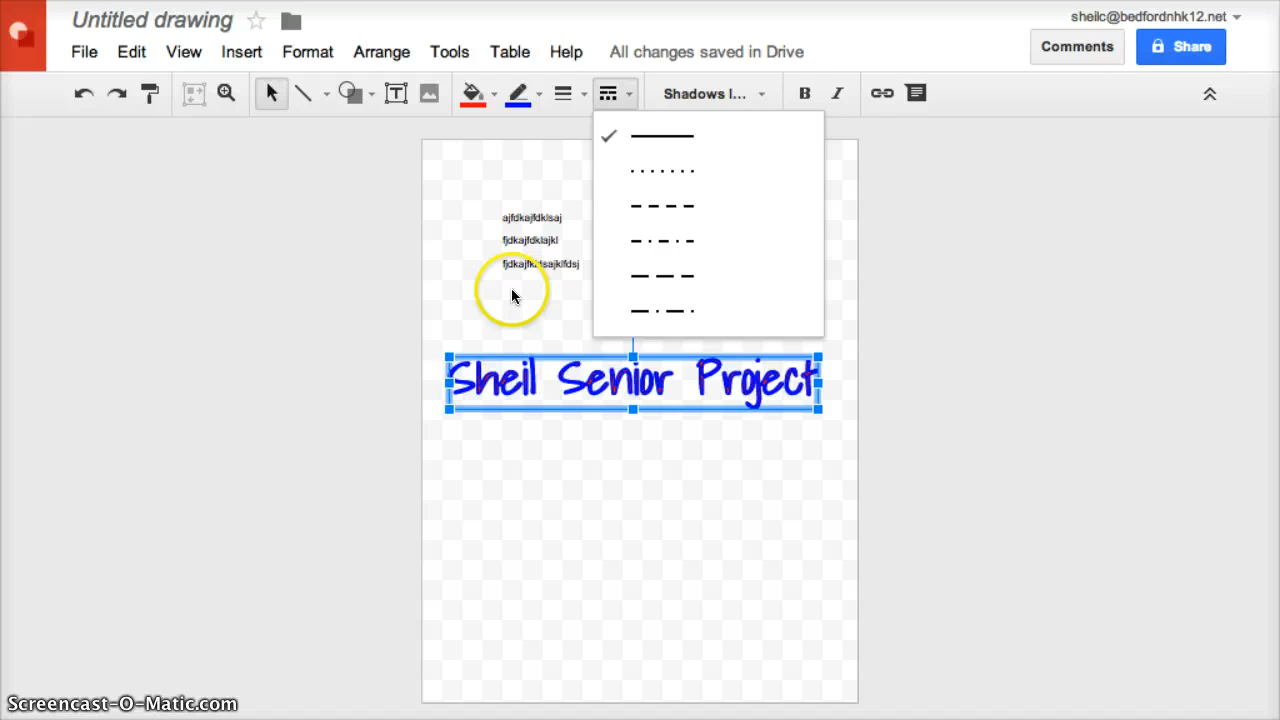 Untitled drawing
sheilc@bedfordnhk12.net
File Edit View Insert Format Arrange Tools Table Help All changes saved in Drive
Comments
Share
Shadows I... B I
ajfdkajfdklsaj
fjdkajfdklajkl
Sheil Senior Project
Screencast-O-Matic.com